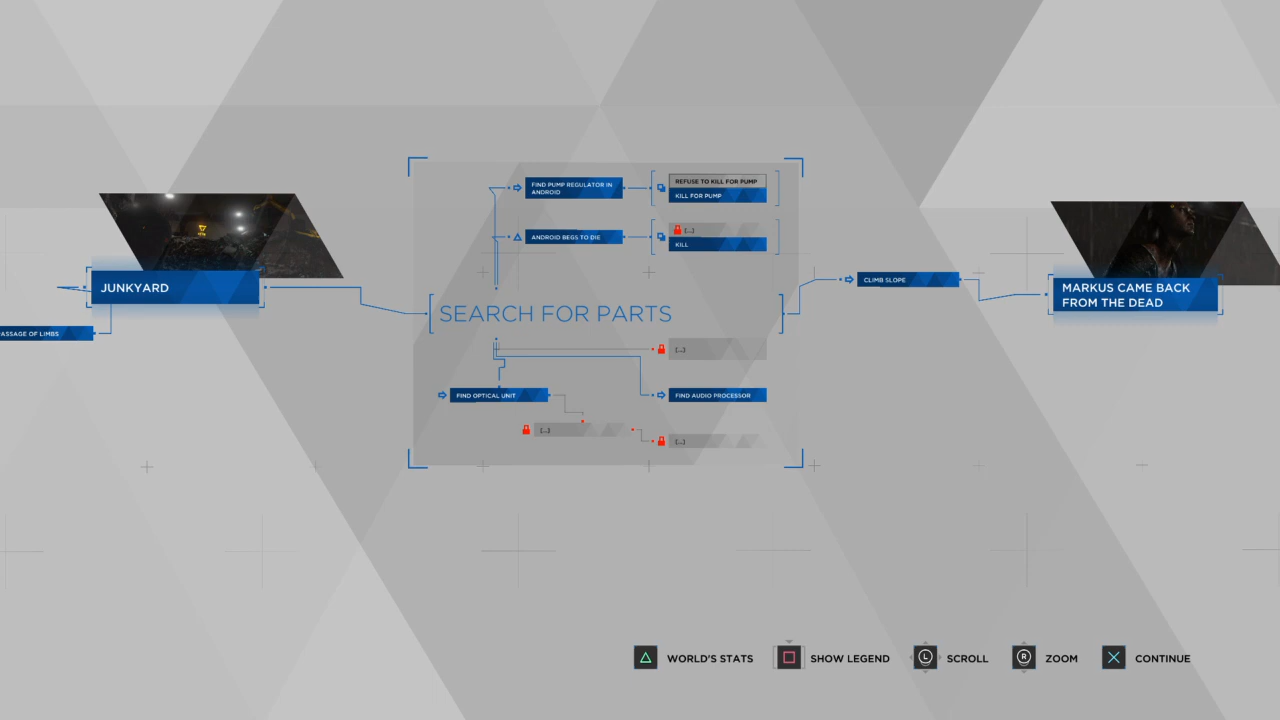 REFUSE TO KILL FOR PUMP
FIND PUMP REGULATOR IN
ANDROID
KILL FOR PUMP
[...]
ANDROID BEGS TO DIE
KILL
JUNKYARD
CLIMB SLOPE
MARKUS CAME BACK
FROM THE DEAD
SEARCH FOR PARTS
ASSAGE OF LIMBS
[...]
FIND OPTICAL UNIT
FIND AUDIO PROCESSOR
[...]
[...]
WORLD'S STATS
SHOW LEGEND
L
SCROLL
R
ZOOM
CONTINUE